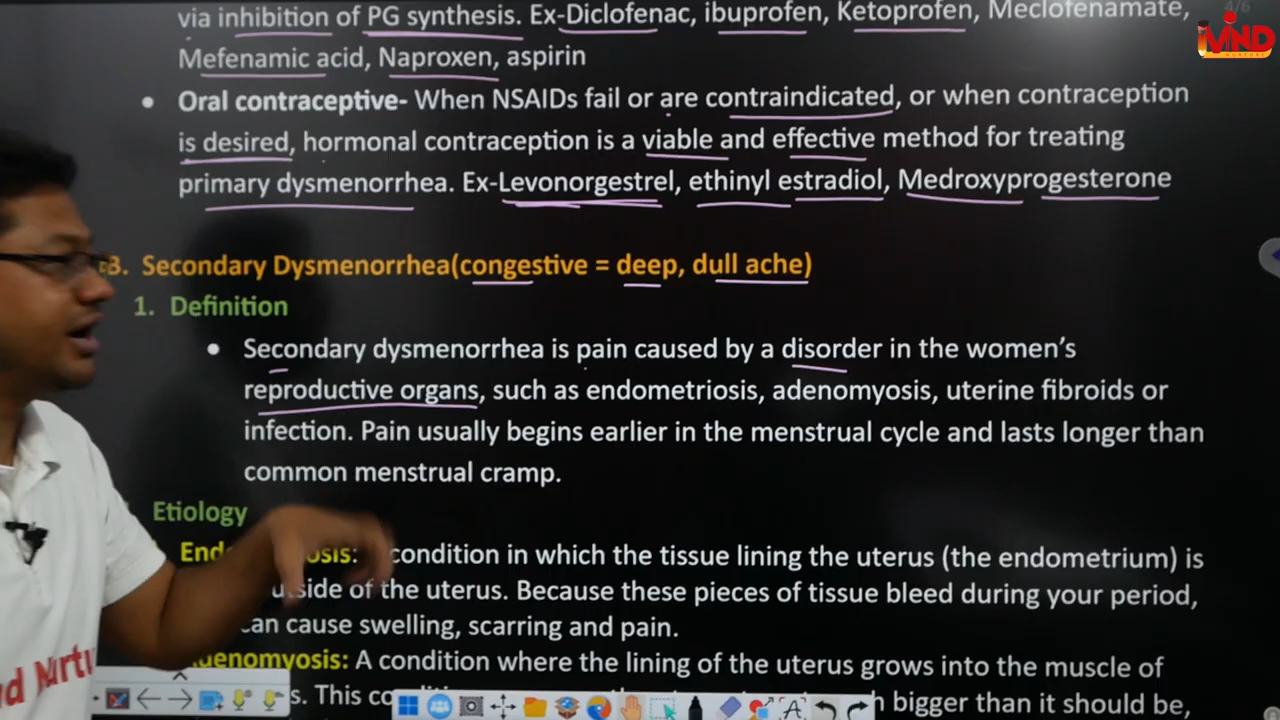 via inhibition of PG synthesis. Ex-Diclofenac, ibuprofen, Ketoprofen, Meclofenamate,
4/6
MIND
Mefenamic acid, Naproxen, aspirin
• Oral contraceptive- When NSAIDs fail or are contraindicated, or when contraception
is desired, hormonal contraception is a viable and effective method for treating
primary dysmenorrhea. Ex-Levonorgestrel, ethinyl estradiol, Medroxyprogesterone
B. Secondary Dysmenorrhea(congestive = deep, dull ache)
1. Definition
• Secondary dysmenorrhea is pain caused by a disorder in the women's
reproductive organs, such as endometriosis, adenomyosis, uterine fibroids or
infection. Pain usually begins earlier in the menstrual cycle and lasts longer than
common menstrual cramp.
Etiology
condition in which the tissue lining the uterus (the endometrium) is
of the uterus. Because these pieces of tissue bleed during your period,
can cause swelling, scarring and pain.
Adenomyosis: A condition where the lining of the uterus grows into the muscle of
This
bigger than it should be,